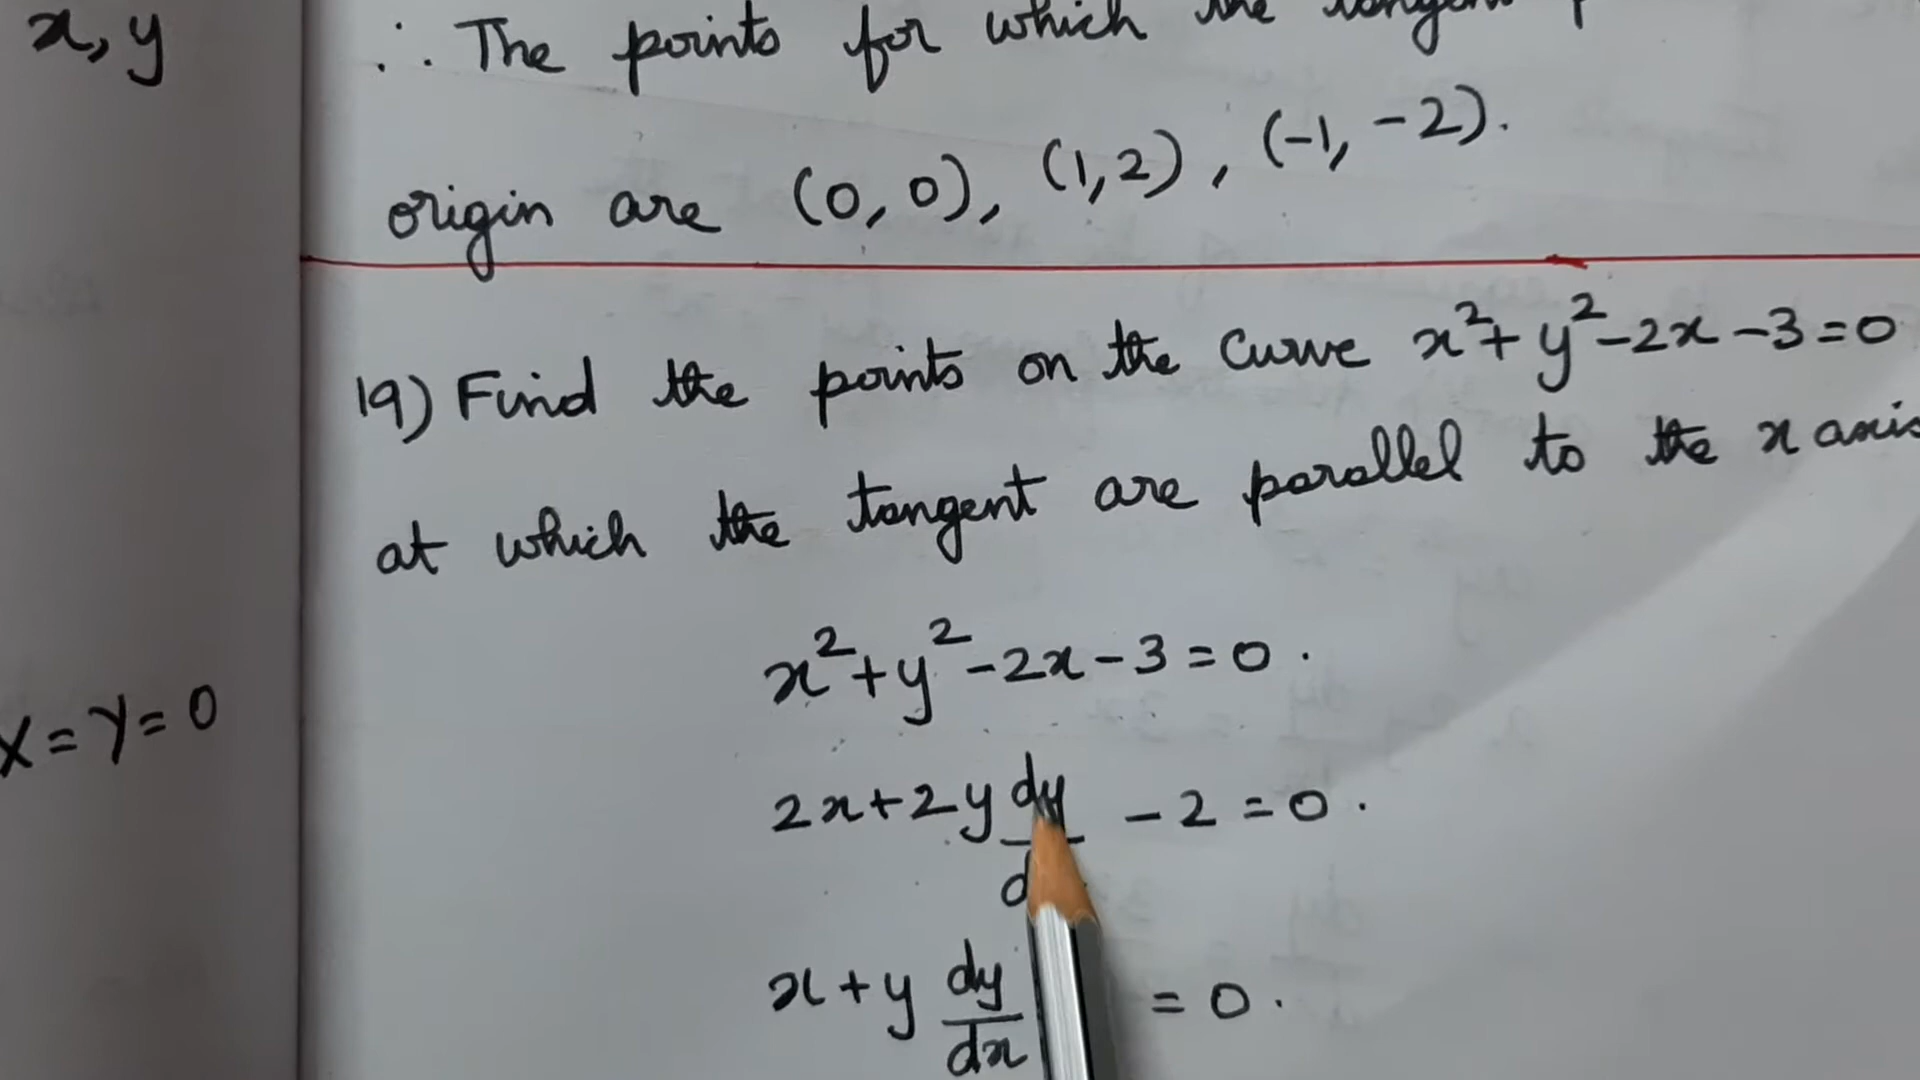 x, y
∴ The points for which the tangent
origin are (0, 0), (1, 2), (-1, -2).
19) Find the points on the curve x²+y²-2x-3=0
at which the tangent are parallel to the x axis
x²+y²-2x-3=0.
X=Y=0
2x+2y dy/d -2=0.
x+y dy/dx =0.